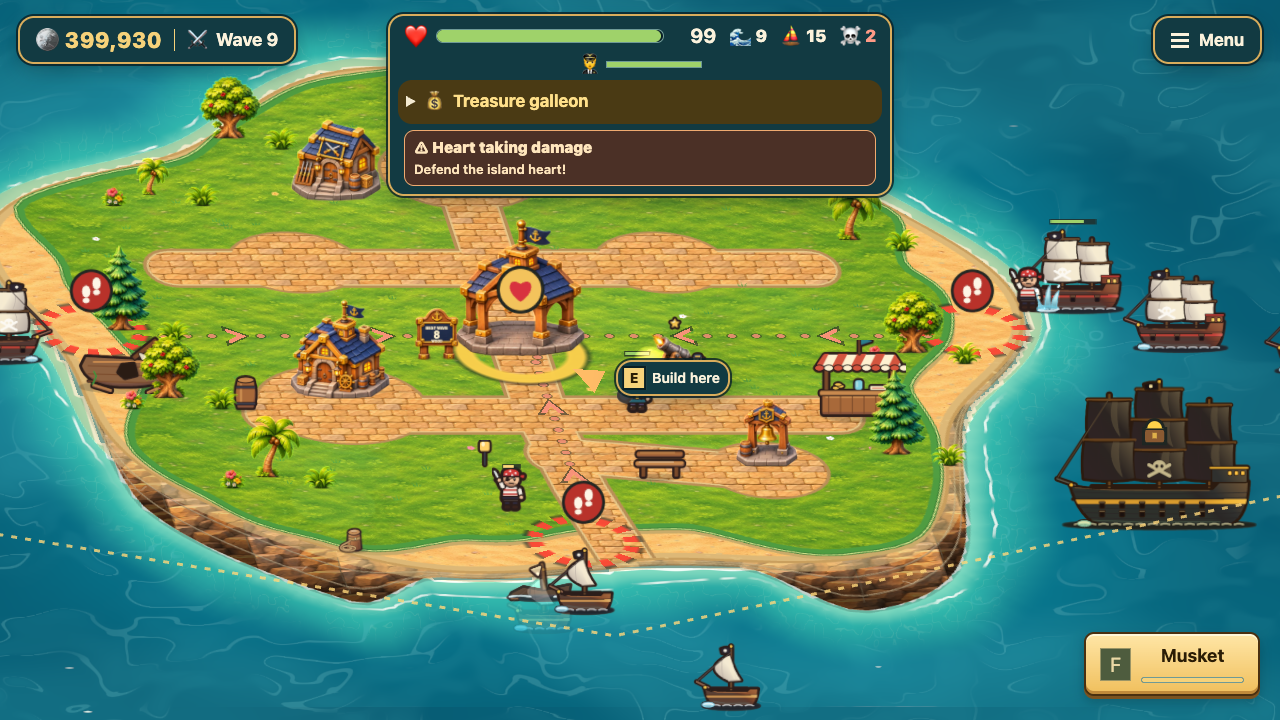 399,930
Wave 9
99
9
15
2
Menu
Treasure galleon
Heart taking damage
Defend the island heart!
8
E
Build here
F
Musket